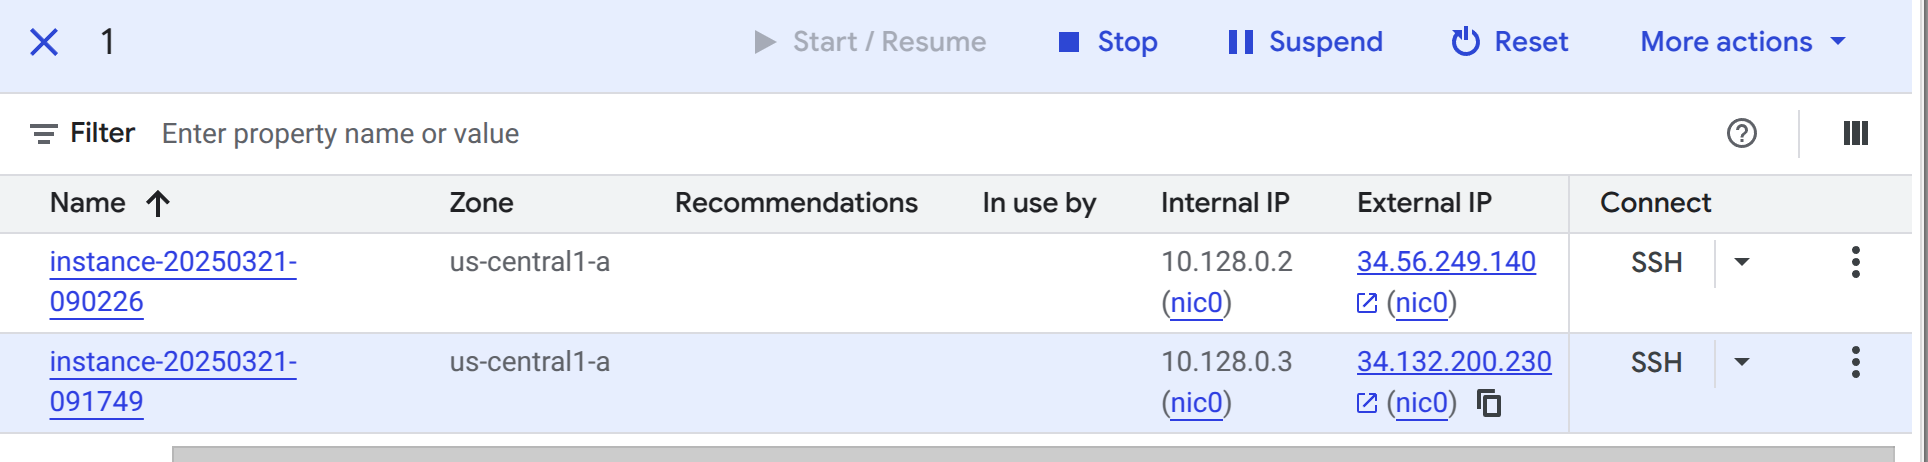 1 Start / Resume Stop Suspend Reset More actions
Filter Enter property name or value
Name Zone Recommendations In use by Internal IP External IP Connect
instance-20250321- us-central1-a 10.128.0.2 34.56.249.140 SSH
090226 (nic0) (nic0)
instance-20250321- us-central1-a 10.128.0.3 34.132.200.230 SSH
091749 (nic0) (nic0)